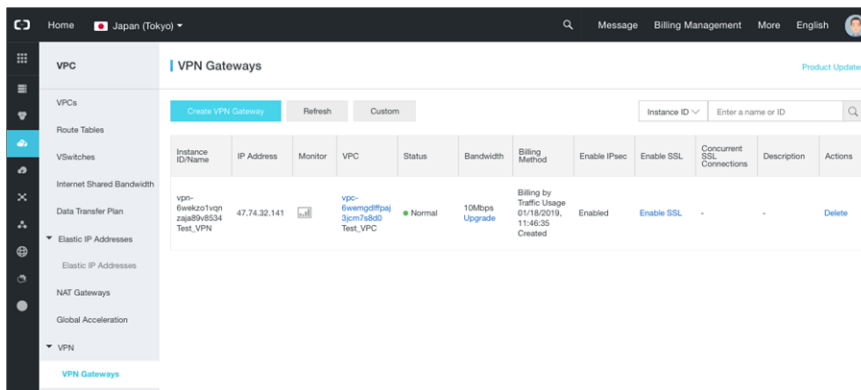 Home
Japan (Tokyo)
Message
Billing Management
More
English
VPC
VPCs
Route Tables
VSwitches
Internet Shared Bandwidth
Data Transfer Plan
Elastic IP Addresses
Elastic IP Addresses
NAT Gateways
Global Acceleration
VPN
VPN Gateways
VPN Gateways
Product Updates
Create VPN Gateway
Refresh
Custom
Instance ID
Enter a name or ID
Instance
ID/Name
IP Address
Monitor
VPC
Status
Bandwidth
Billing
Method
Enable IPsec
Enable SSL
Concurrent
SSL
Connections
Description
Actions
vpn-
6wekzo1vqn
zaja89v8534
Test_VPN
47.74.32.141
vpc-
6wemgdlffpaj
3jcm7s8d0
Test_VPC
Normal
10Mbps
Upgrade
Billing by
Traffic Usage
01/18/2019,
11:46:35
Created
Enabled
Enable SSL
-
-
Delete